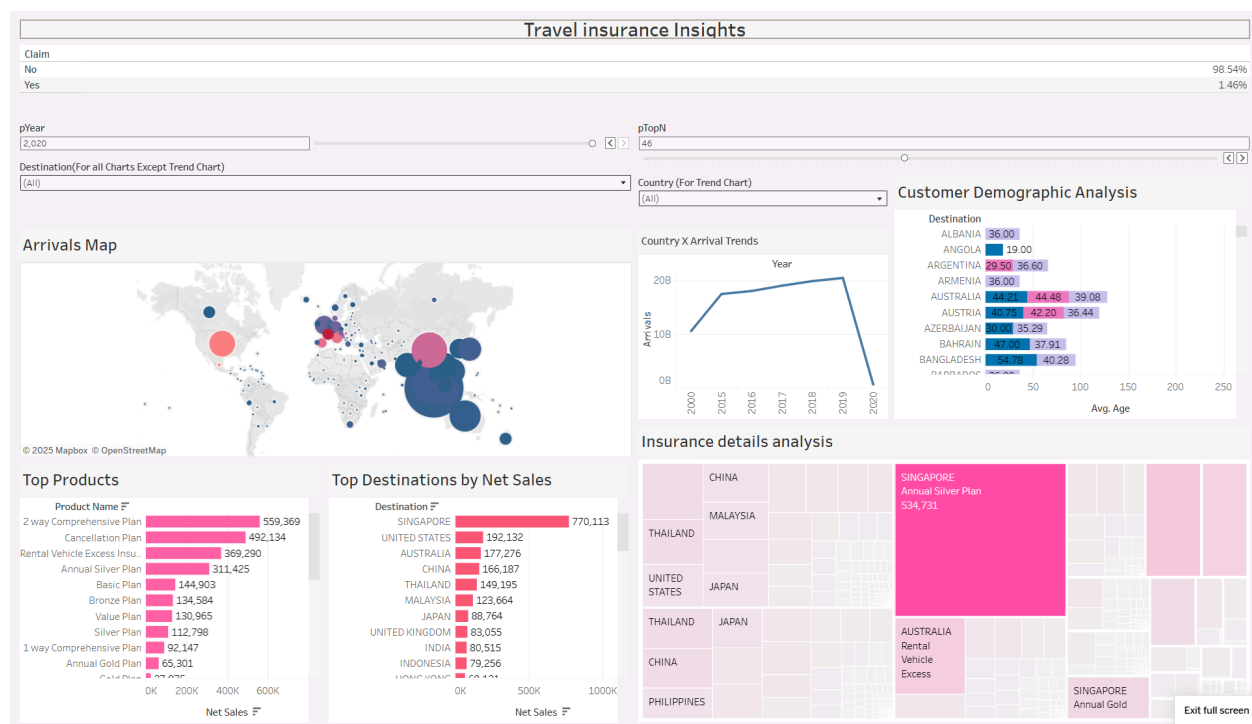 Travel insurance Insights
Claim
No 98.54%
Yes 1.46%
pYear
2,020
pTopN
46
Destination(For all Charts Except Trend Chart)
(All)
Country (For Trend Chart)
(All)
Customer Demographic Analysis
Destination
ALBANIA 36.00
ANGOLA 19.00
ARGENTINA 29.50 36.60
ARMENIA 36.00
AUSTRALIA 44.21 44.48 39.08
AUSTRIA 40.75 42.20 36.44
AZERBAIJAN 30.00 35.29
BAHRAIN 47.00 37.91
BANGLADESH 54.78 40.28
0 50 100 150 200 250
Avg. Age
Arrivals Map
© 2025 Mapbox © OpenStreetMap
Country X Arrival Trends
Year
20B
10B
0B
Arrivals
2000 2015 2016 2017 2018 2019 2020
Top Products
Product Name
2 way Comprehensive Plan 559,369
Cancellation Plan 492,134
Rental Vehicle Excess Insu.. 369,290
Annual Silver Plan 311,425
Basic Plan 144,903
Bronze Plan 134,584
Value Plan 130,965
Silver Plan 112,798
1 way Comprehensive Plan 92,147
Annual Gold Plan 65,301
0K 200K 400K 600K
Net Sales
Top Destinations by Net Sales
Destination
SINGAPORE 770,113
UNITED STATES 192,132
AUSTRALIA 177,276
CHINA 166,187
THAILAND 149,195
MALAYSIA 123,664
JAPAN 88,764
UNITED KINGDOM 83,055
INDIA 80,515
INDONESIA 79,256
0K 500K 1000K
Net Sales
Insurance details analysis
THAILAND
UNITED
STATES
CHINA
MALAYSIA
JAPAN
THAILAND
CHINA
PHILIPPINES
JAPAN
SINGAPORE
Annual Silver Plan
534,731
AUSTRALIA
Rental
Vehicle
Excess
SINGAPORE
Annual Gold
Exit full screen